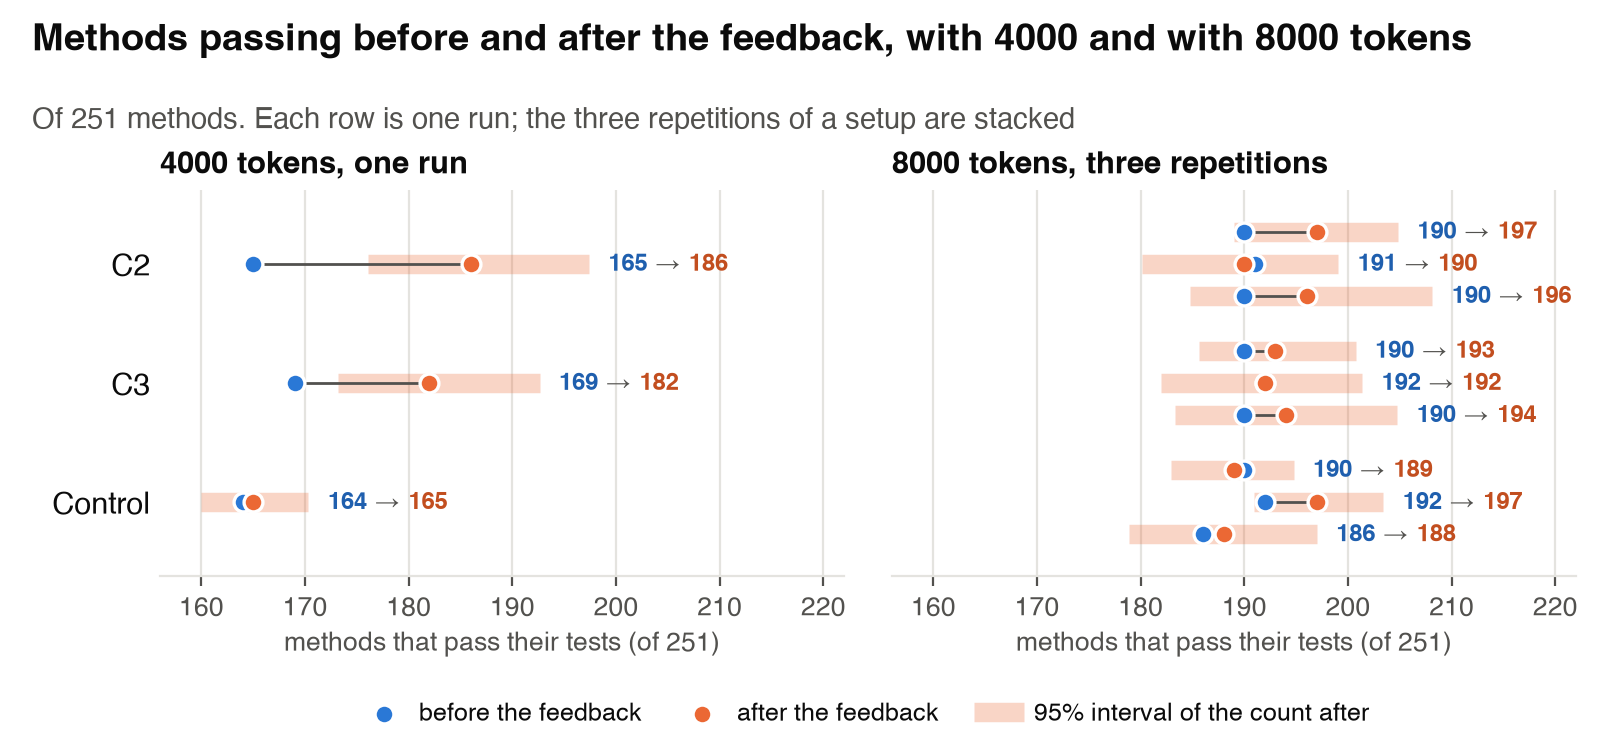 Methods passing before and after the feedback, with 4000 and with 8000 tokens
Of 251 methods. Each row is one run; the three repetitions of a setup are stacked
4000 tokens, one run
C2
165 → 186
C3
169 → 182
Control
164 → 165
160 170 180 190 200 210 220
methods that pass their tests (of 251)
8000 tokens, three repetitions
190 → 197
191 → 190
190 → 196
190 → 193
192 → 192
190 → 194
190 → 189
192 → 197
186 → 188
160 170 180 190 200 210 220
methods that pass their tests (of 251)
before the feedback
after the feedback
95% interval of the count after